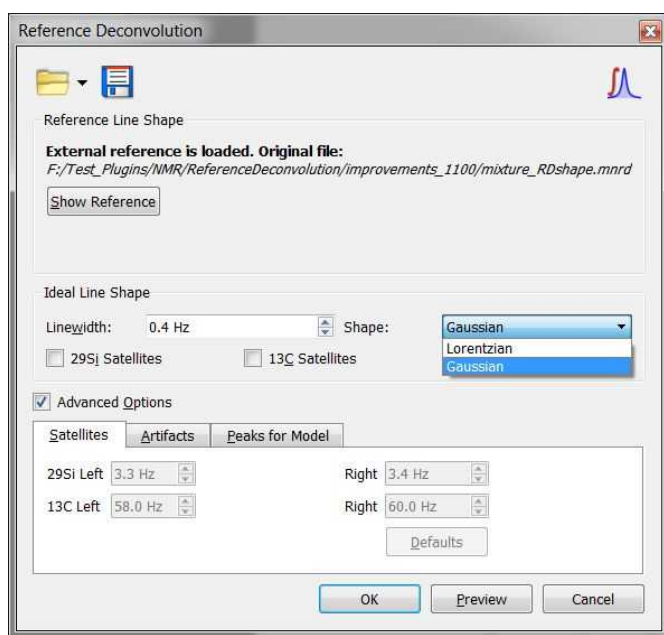 Reference Deconvolution
Reference Line Shape
External reference is loaded. Original file:
F:/Test_Plugins/NMR/ReferenceDeconvolution/improvements_1100/mixture_RDshape.mnrd
Show Reference
Ideal Line Shape
Linewidth: 0.4 Hz Shape: Gaussian
Lorentzian
Gaussian
29Si Satellites 13C Satellites
Advanced Options
Satellites Artifacts Peaks for Model
29Si Left 3.3 Hz Right 3.4 Hz
13C Left 58.0 Hz Right 60.0 Hz
Defaults
OK Preview Cancel